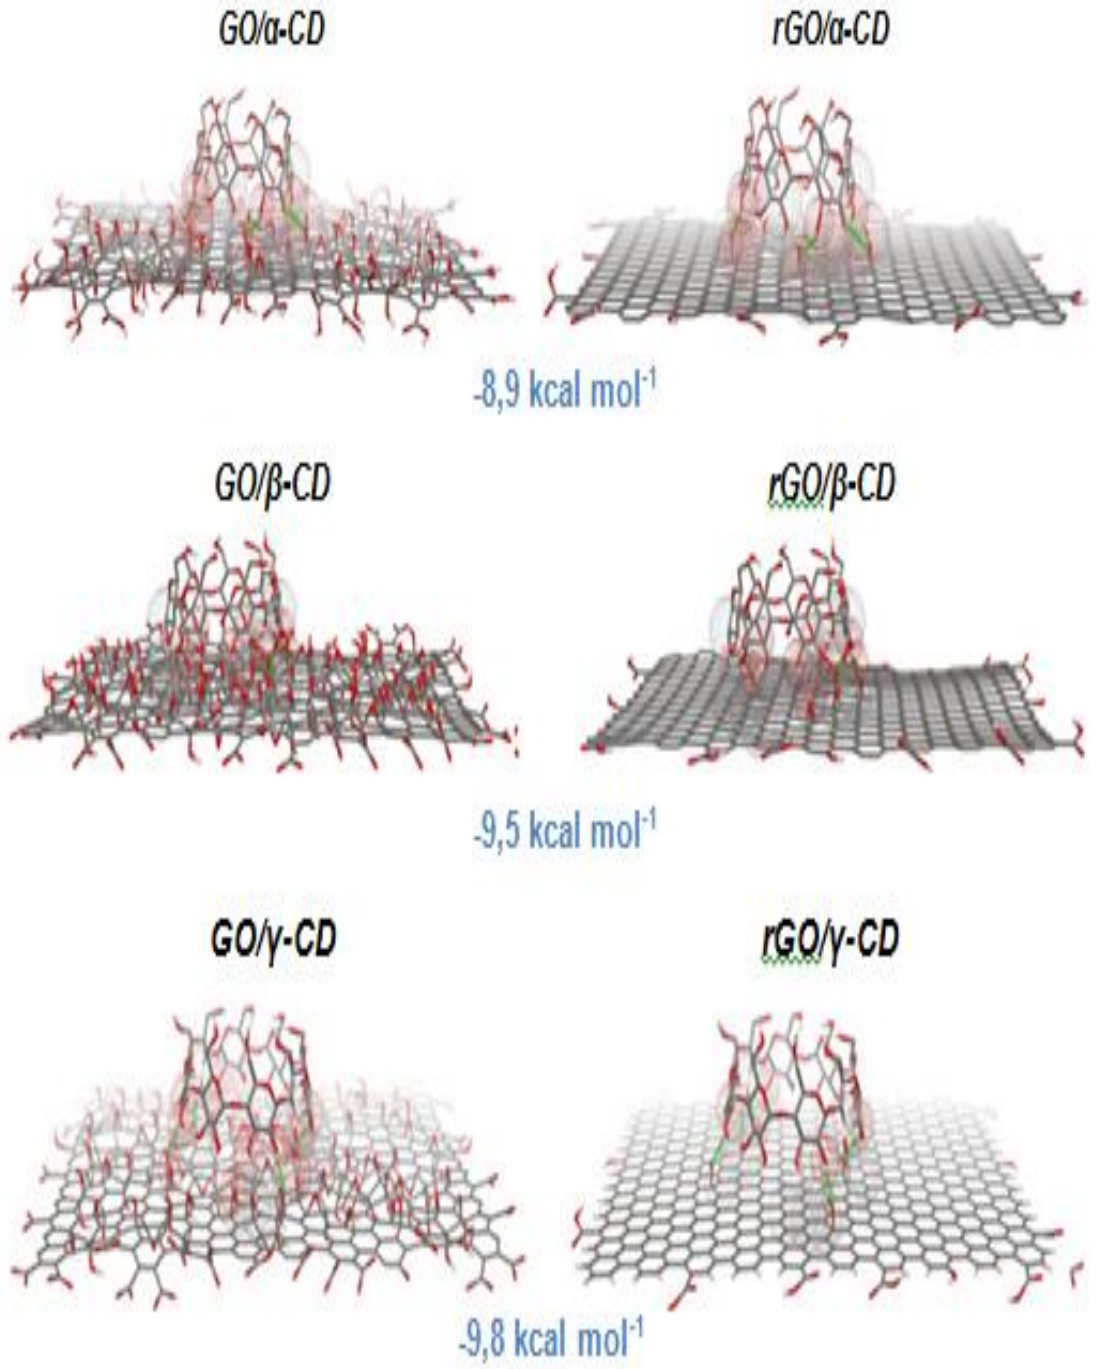 GO/α-CD
rGO/α-CD
-8,9 kcal mol⁻¹
GO/β-CD
rGO/β-CD
-9,5 kcal mol⁻¹
GO/γ-CD
rGO/γ-CD
-9,8 kcal mol⁻¹